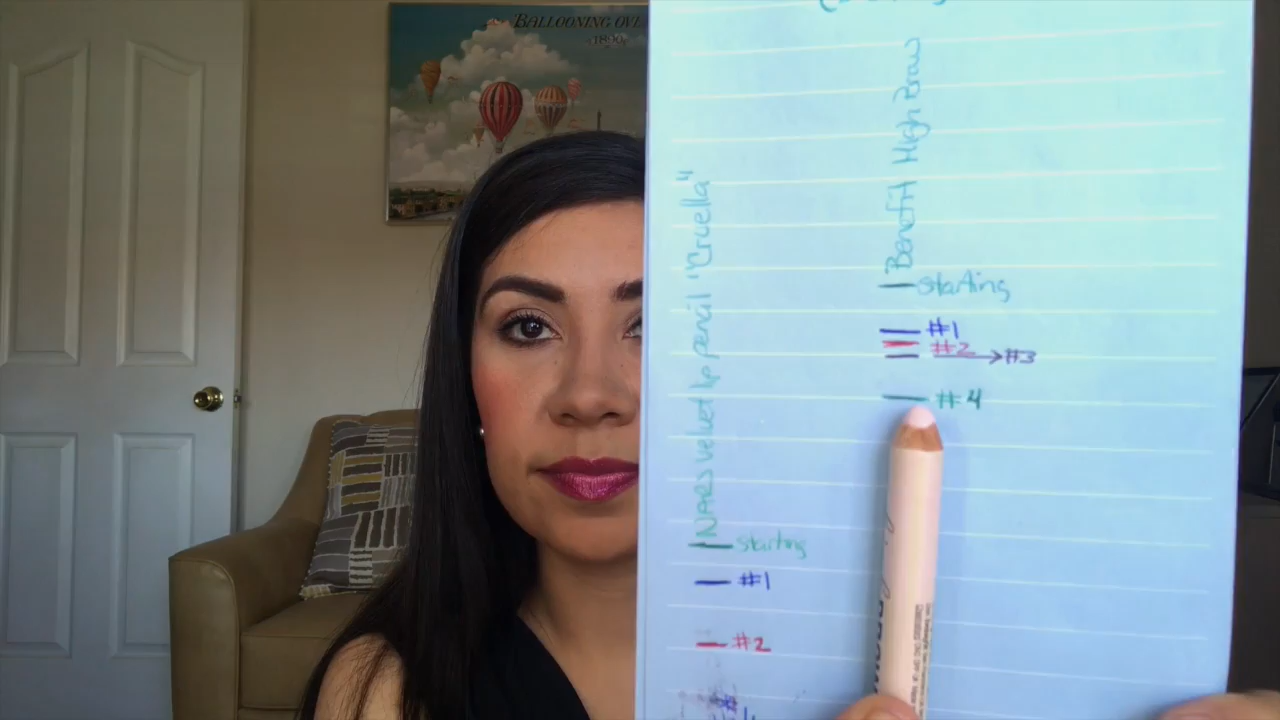 BALLOONING OVE
1890
Benefit High Brow
starting
#1
#2
#3
#4
NARS velvet lip pencil "Cruella"
starting
#1
#2